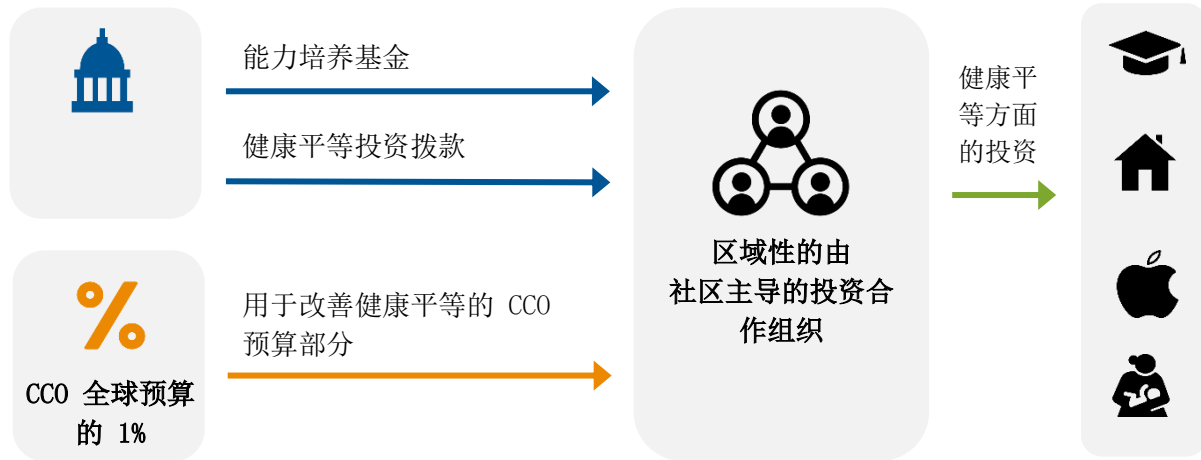 能力培养基金
健康平等投资拨款
用于改善健康平等的 CCO
预算部分
CCO 全球预算
的 1%
区域性的由
社区主导的投资合
作组织
健康平
等方面
的投资